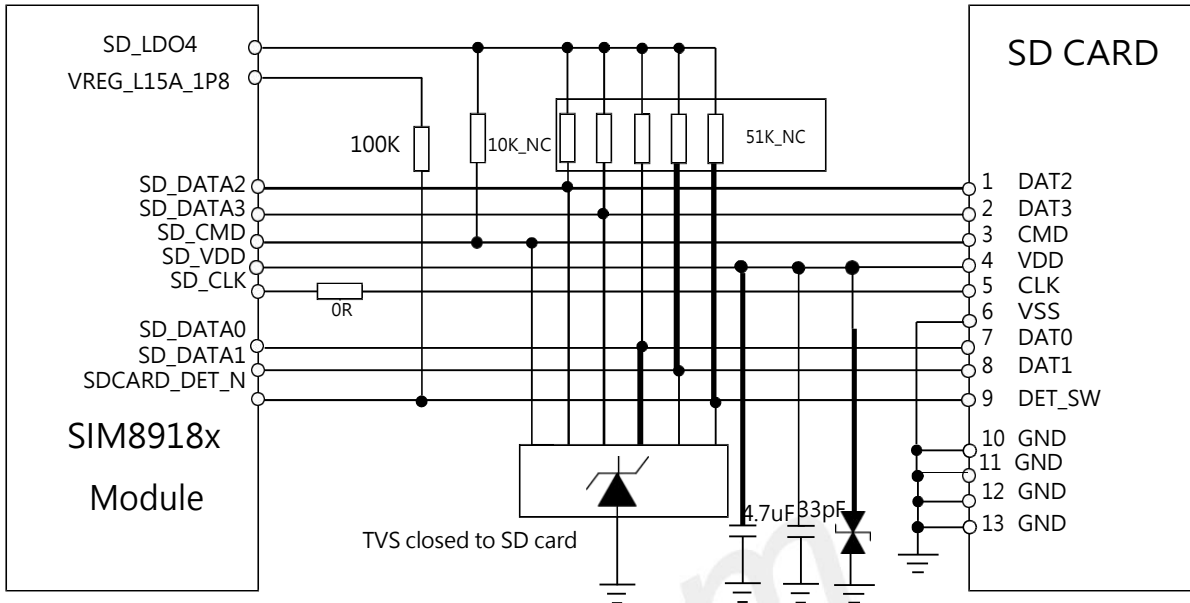 SD_LDO4
VREG_L15A_1P8
SD CARD
100K
10K_NC
51K_NC
SD_DATA2
SD_DATA3
SD_CMD
SD_VDD
SD_CLK
0R
SD_DATA0
SD_DATA1
SDCARD_DET_N
SIM8918x
Module
TVS closed to SD card
4.7uF
33pF
1 DAT2
2 DAT3
3 CMD
4 VDD
5 CLK
6 VSS
7 DAT0
8 DAT1
9 DET_SW
10 GND
11 GND
12 GND
13 GND